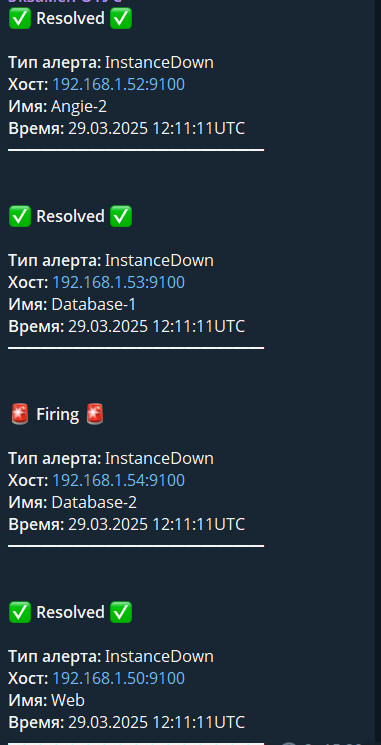 ✅ Resolved ✅
Тип алерта: InstanceDown
Хост: 192.168.1.52:9100
Имя: Angie-2
Время: 29.03.2025 12:11:11UTC
✅ Resolved ✅
Тип алерта: InstanceDown
Хост: 192.168.1.53:9100
Имя: Database-1
Время: 29.03.2025 12:11:11UTC
🚨 Firing 🚨
Тип алерта: InstanceDown
Хост: 192.168.1.54:9100
Имя: Database-2
Время: 29.03.2025 12:11:11UTC
✅ Resolved ✅
Тип алерта: InstanceDown
Хост: 192.168.1.50:9100
Имя: Web
Время: 29.03.2025 12:11:11UTC